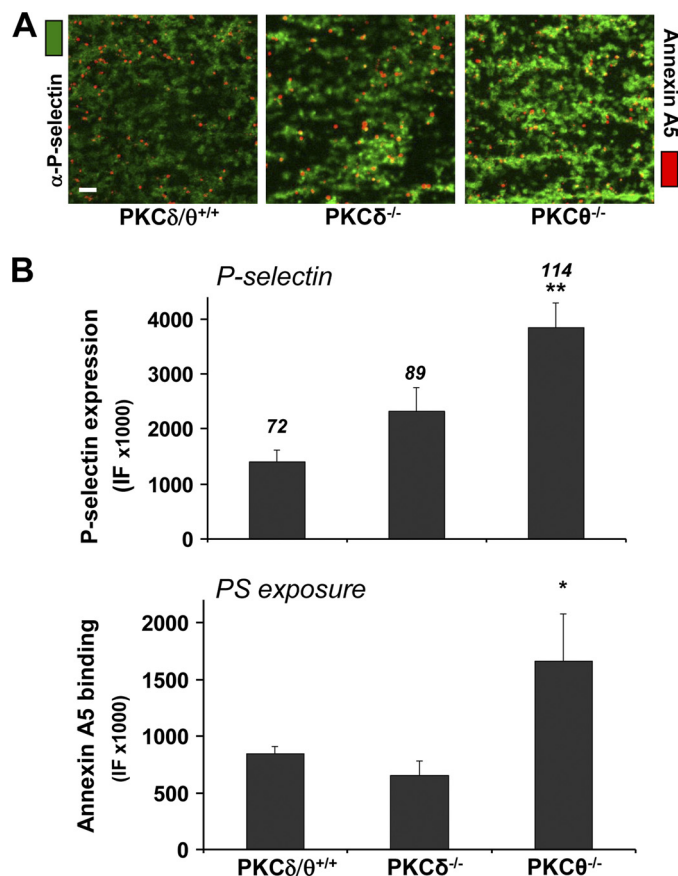 A
α-P-selectin
Annexin A5
PKCδ/θ+/+
PKCδ-/-
PKCθ-/-
B
P-selectin
P-selectin expression
(IF x1000)
4000
3000
2000
1000
0
72
89
114
**
PS exposure
Annexin A5 binding
(IF x1000)
2000
1500
1000
500
0
*
PKCδ/θ+/+
PKCδ-/-
PKCθ-/-